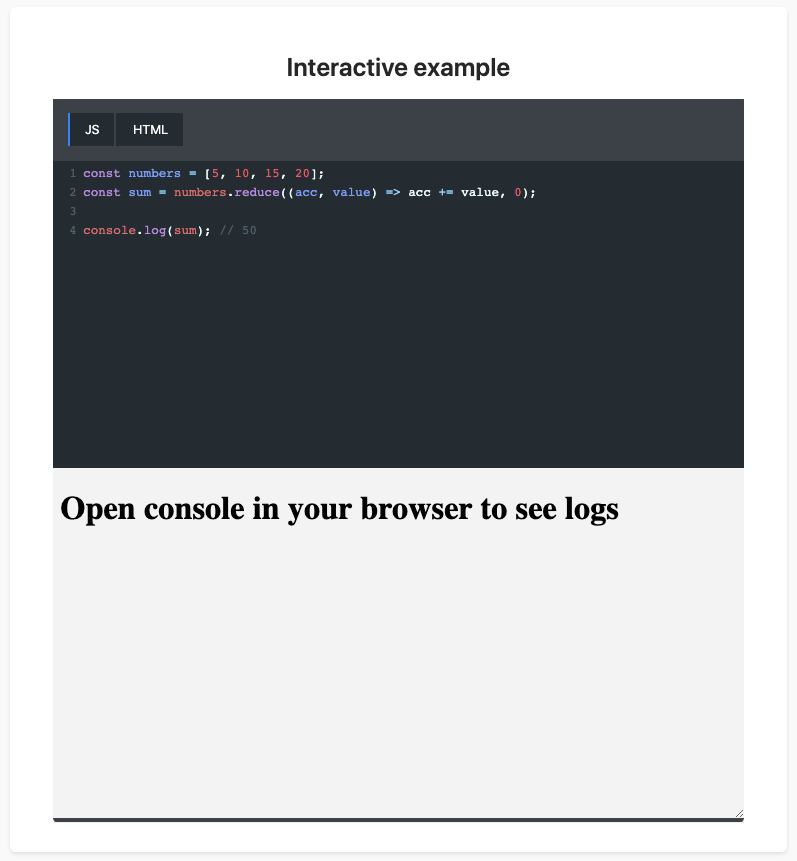 Interactive example
JS HTML
1 const numbers = [5, 10, 15, 20];
2 const sum = numbers.reduce((acc, value) => acc += value, 0);
3
4 console.log(sum); // 50
Open console in your browser to see logs